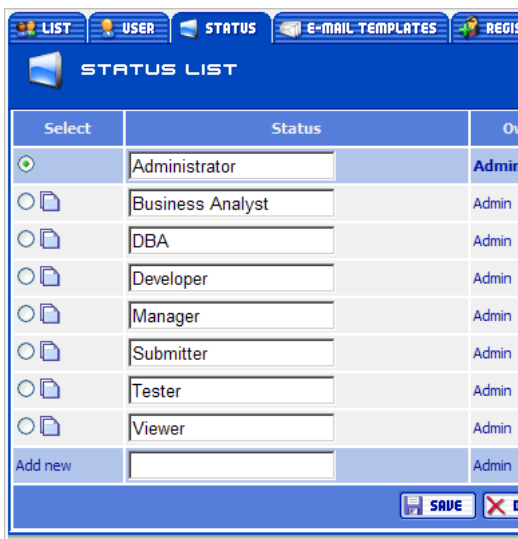 LIST USER STATUS E-MAIL TEMPLATES
STATUS LIST
Select Status
Administrator
Business Analyst Admin
DBA Admin
Developer Admin
Manager Admin
Submitter Admin
Tester Admin
Viewer Admin
Add new Admin
SAVE